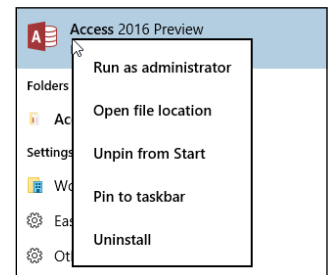 Access 2016 Preview
Run as administrator
Folders
Open file location
Settings
Unpin from Start
Pin to taskbar
Uninstall